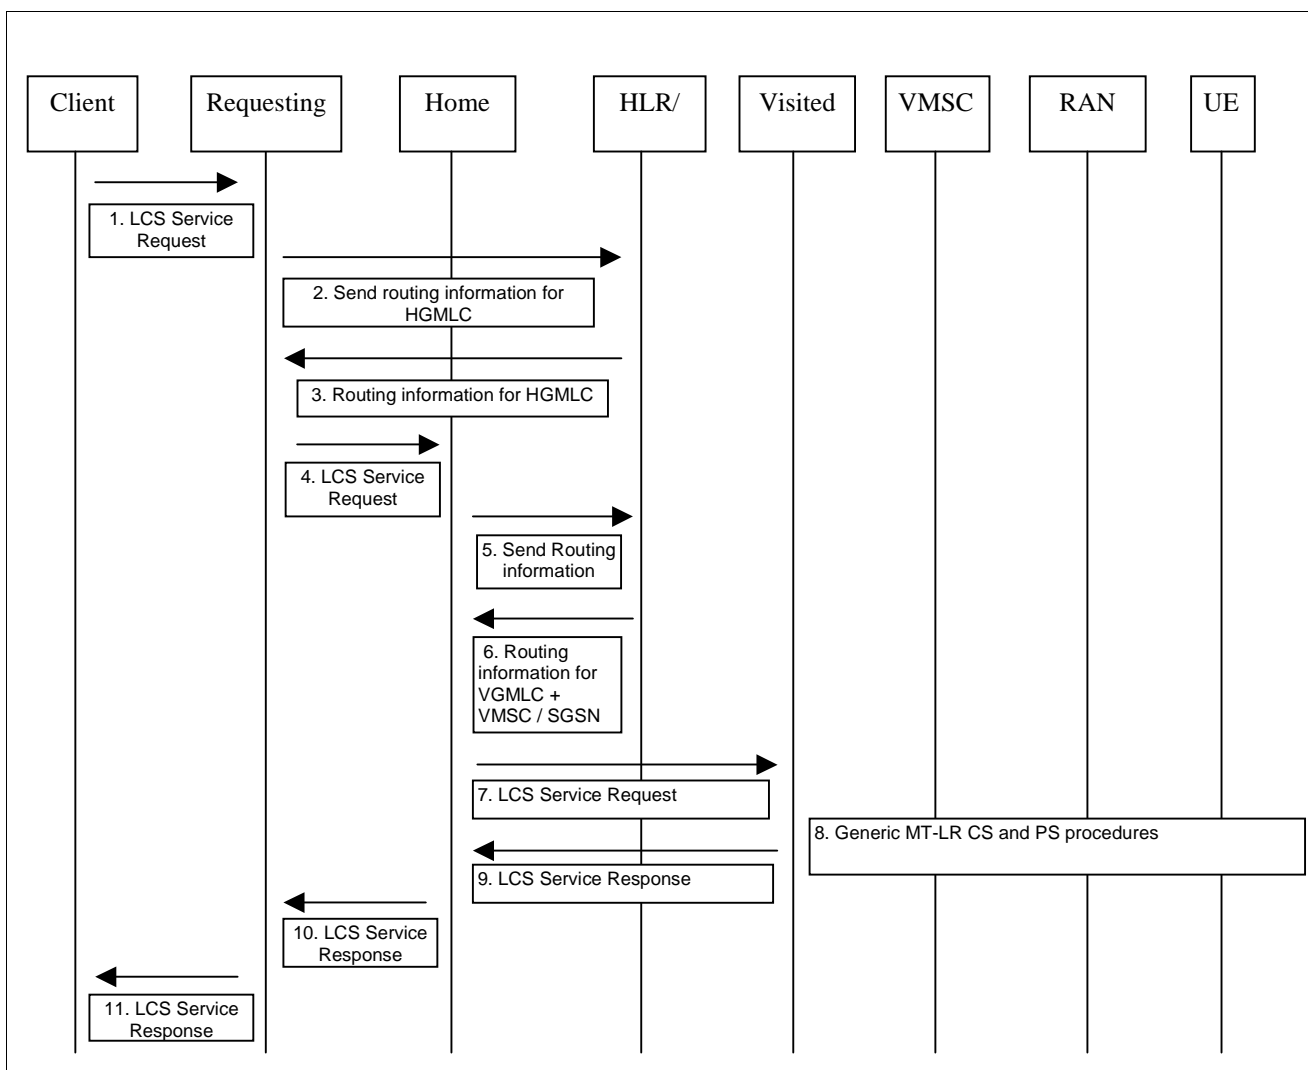 Client
Requesting
Home
HLR/
Visited
VMSC
RAN
UE
1. LCS Service
Request
2. Send routing information for
HGMLC
3. Routing information for HGMLC
4. LCS Service
Request
5. Send Routing
information
6. Routing
information for
VGMLC +
VMSC / SGSN
7. LCS Service Request
8. Generic MT-LR CS and PS procedures
9. LCS Service Response
10. LCS Service
Response
11. LCS Service
Response